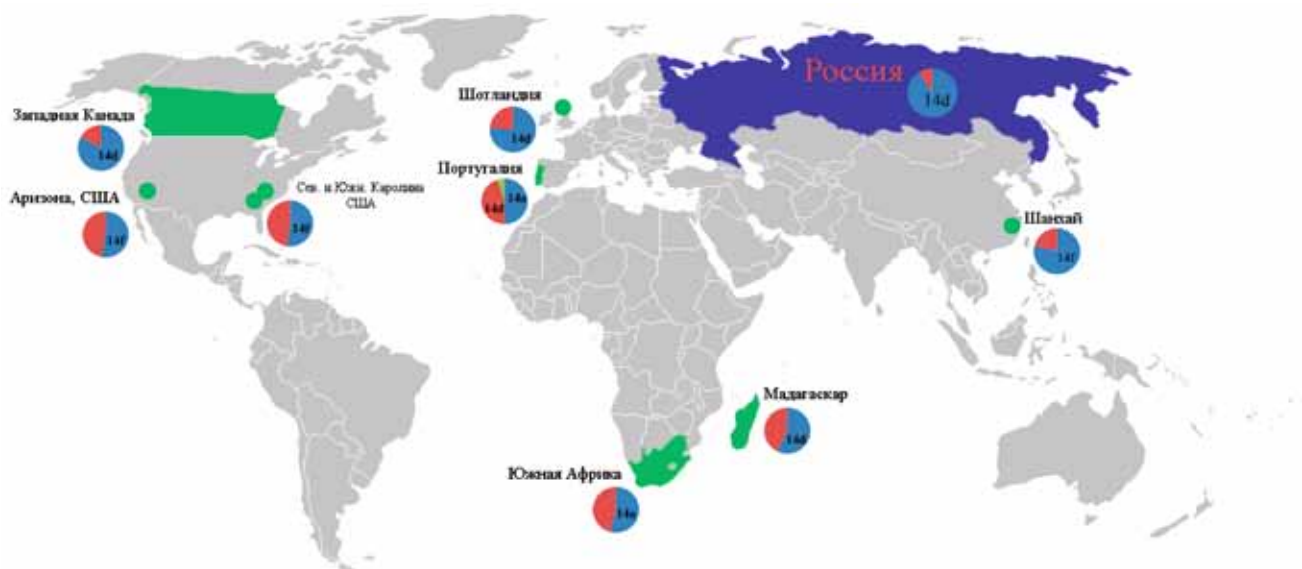 Россия
14d
Западная Канада
14d
Шотландия
14d
Аризона, США
14f
Сев. и Южн. Каролина
США
14f
Португалия
14a
14d
Шанхай
14f
Мадагаскар
14d
Южная Африка
14a